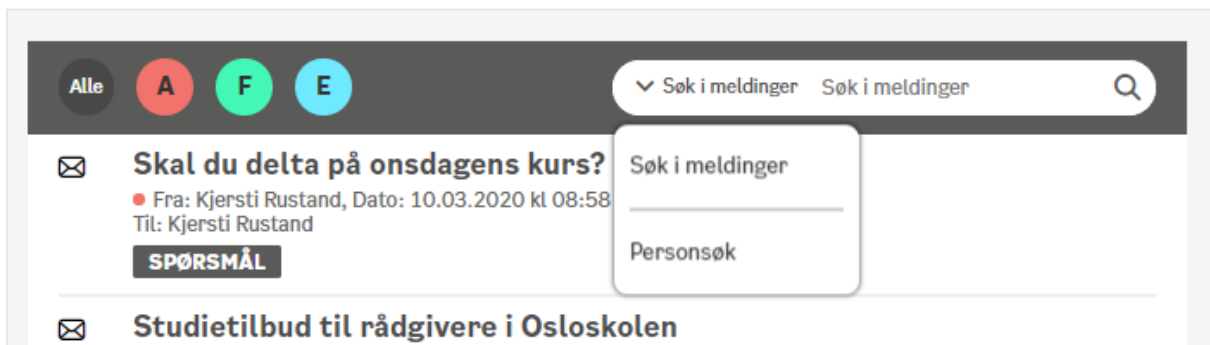 Alle A F E Søk i meldinger Søk i meldinger
Skal du delta på onsdagens kurs?
Fra: Kjersti Rustand, Dato: 10.03.2020 kl 08:58
Til: Kjersti Rustand
SPØRSMÅL
Søk i meldinger
Personsøk
Studietilbud til rådgivere i Osloskolen